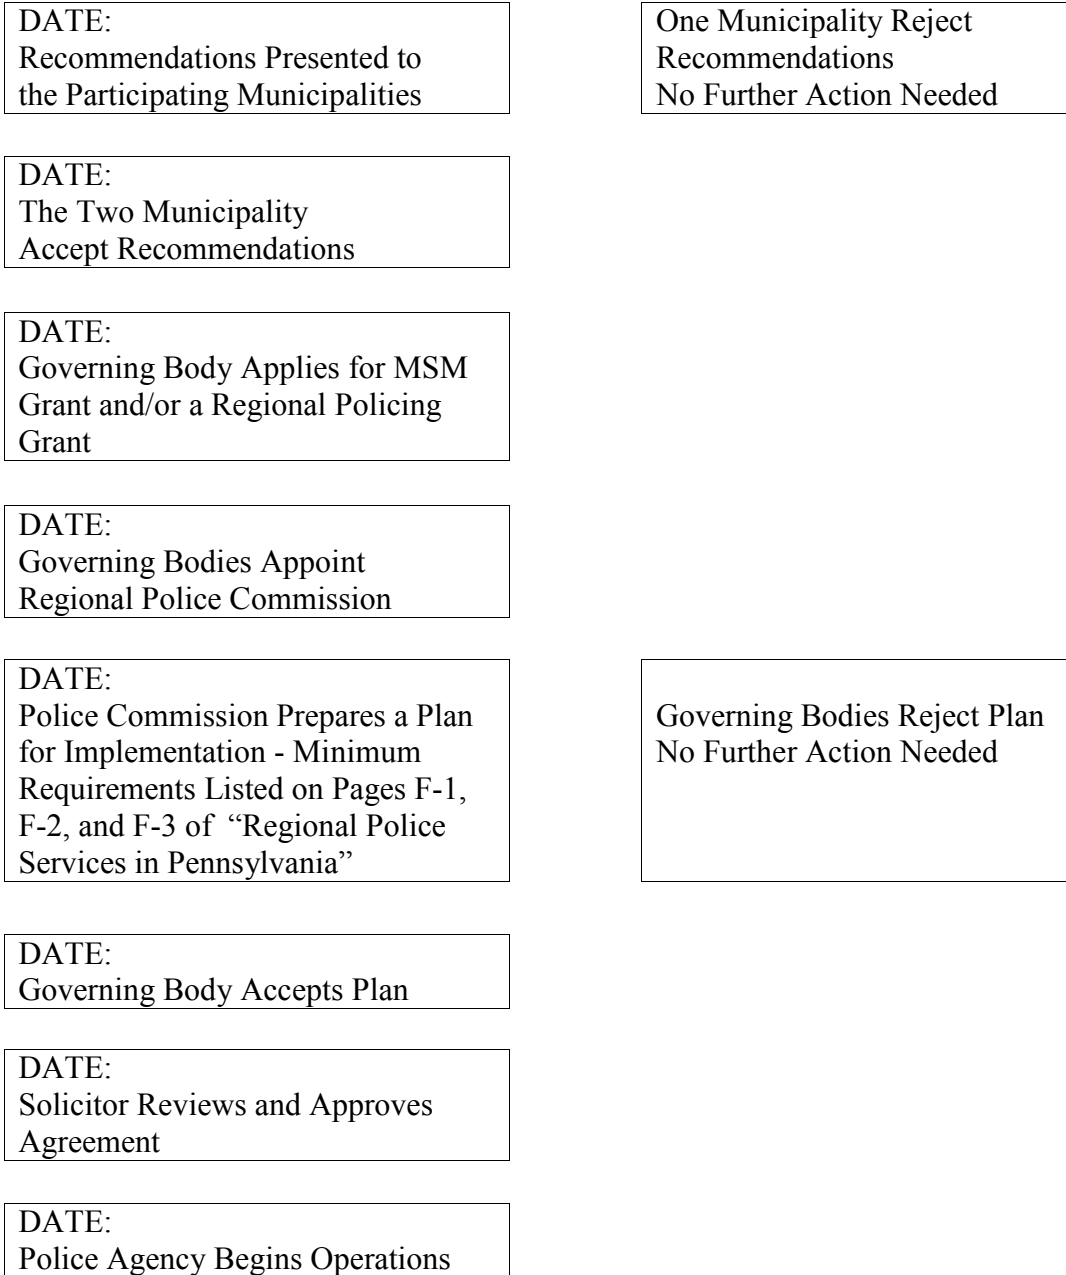 DATE:
Recommendations Presented to
the Participating Municipalities
One Municipality Reject
Recommendations
No Further Action Needed
DATE:
The Two Municipality
Accept Recommendations
DATE:
Governing Body Applies for MSM
Grant and/or a Regional Policing
Grant
DATE:
Governing Bodies Appoint
Regional Police Commission
DATE:
Police Commission Prepares a Plan
for Implementation - Minimum
Requirements Listed on Pages F-1,
F-2, and F-3 of “Regional Police
Services in Pennsylvania”
Governing Bodies Reject Plan
No Further Action Needed
DATE:
Governing Body Accepts Plan
DATE:
Solicitor Reviews and Approves
Agreement
DATE:
Police Agency Begins Operations